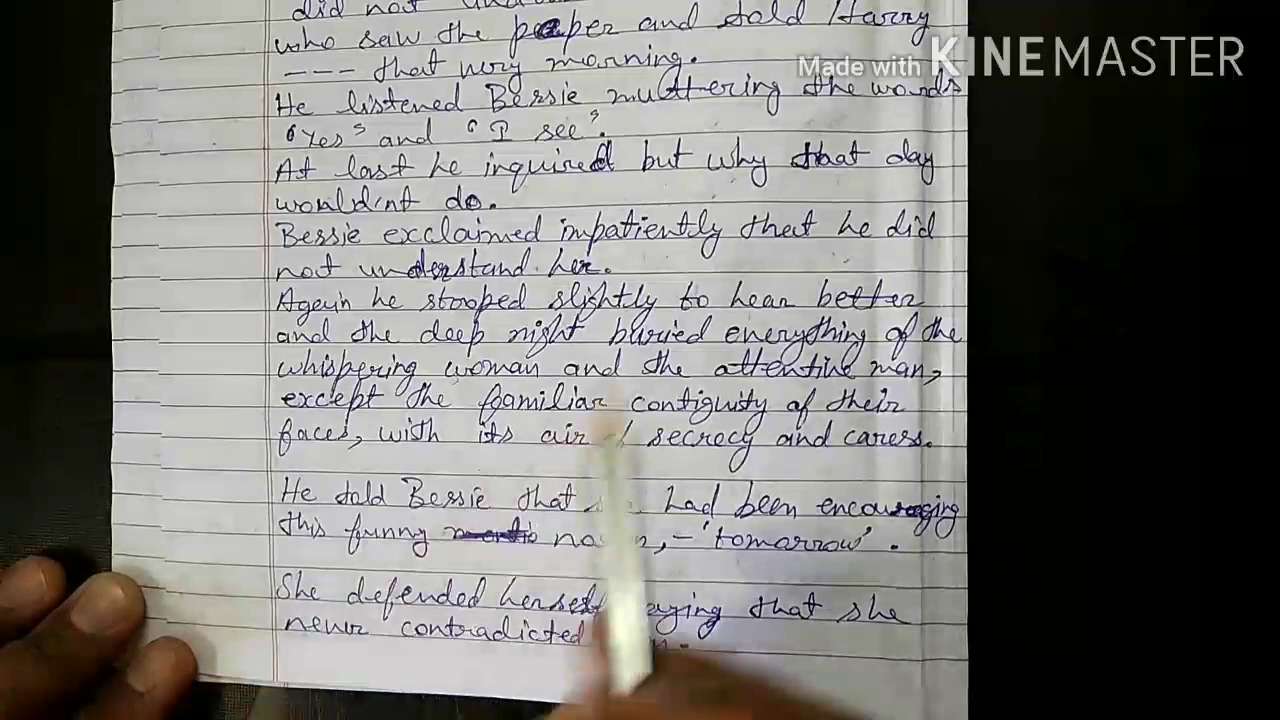 did not
who saw the paper and told Harry
Made with KINEMASTER
--- that very morning.
He listened Bessie muttering the words
"Yes" and "I see".
At last he inquired but why that day
wouldn't do.
Bessie exclaimed impatiently that he did
not understand her.
Again he stooped slightly to hear better
and the deep night buried everything of the
whispering woman and the attentive man,
except the familiar contiguity of their
faces, with its air secrecy and caress.
He told Bessie that had been encouraging
this funny , - 'tomorrow'.
She defended herself that she
never contradicted